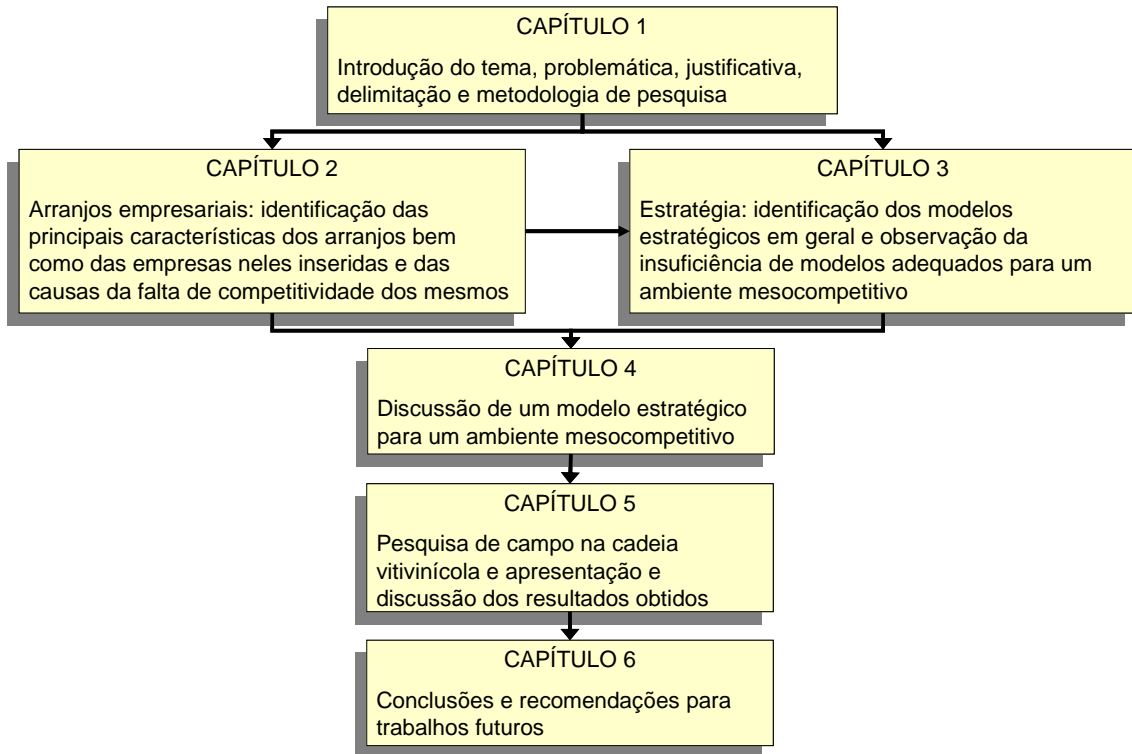 CAPÍTULO 1
Introdução do tema, problemática, justificativa,
delimitação e metodologia de pesquisa
CAPÍTULO 2
Arranjos empresariais: identificação das
principais características dos arranjos bem
como das empresas neles inseridas e das
causas da falta de competitividade dos mesmos
CAPÍTULO 3
Estratégia: identificação dos modelos
estratégicos em geral e observação da
insuficiência de modelos adequados para um
ambiente mesocompetitivo
CAPÍTULO 4
Discussão de um modelo estratégico
para um ambiente mesocompetitivo
CAPÍTULO 5
Pesquisa de campo na cadeia
vitivinícola e apresentação e
discussão dos resultados obtidos
CAPÍTULO 6
Conclusões e recomendações para
trabalhos futuros